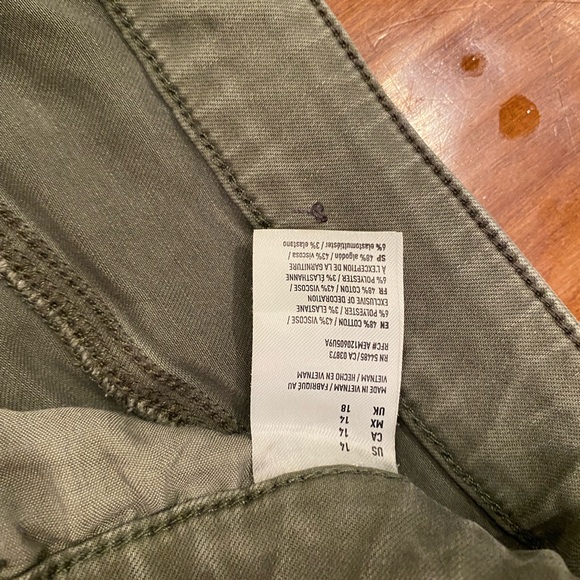 US 14
CA 14
MX 14
UK 18
MADE IN VIETNAM / FABRIQUÉ AU
VIETNAM / HECHO EN VIETNAM
RN 54485 / CA 03873
RFC# AEM120605U9A
EN 48% COTTON / 43% VISCOSE
6% POLYESTER / 3% ELASTANE
EXCLUSIVE OF DECORATION
FR 48% COTON / 43% VISCOSE /
6% POLYESTER / 3% ELASTHANNE
À L'EXCEPTION DE LA GARNITURE
SP 48% algodón / 43% viscosa /
6% elastomultiéster / 3% elastano